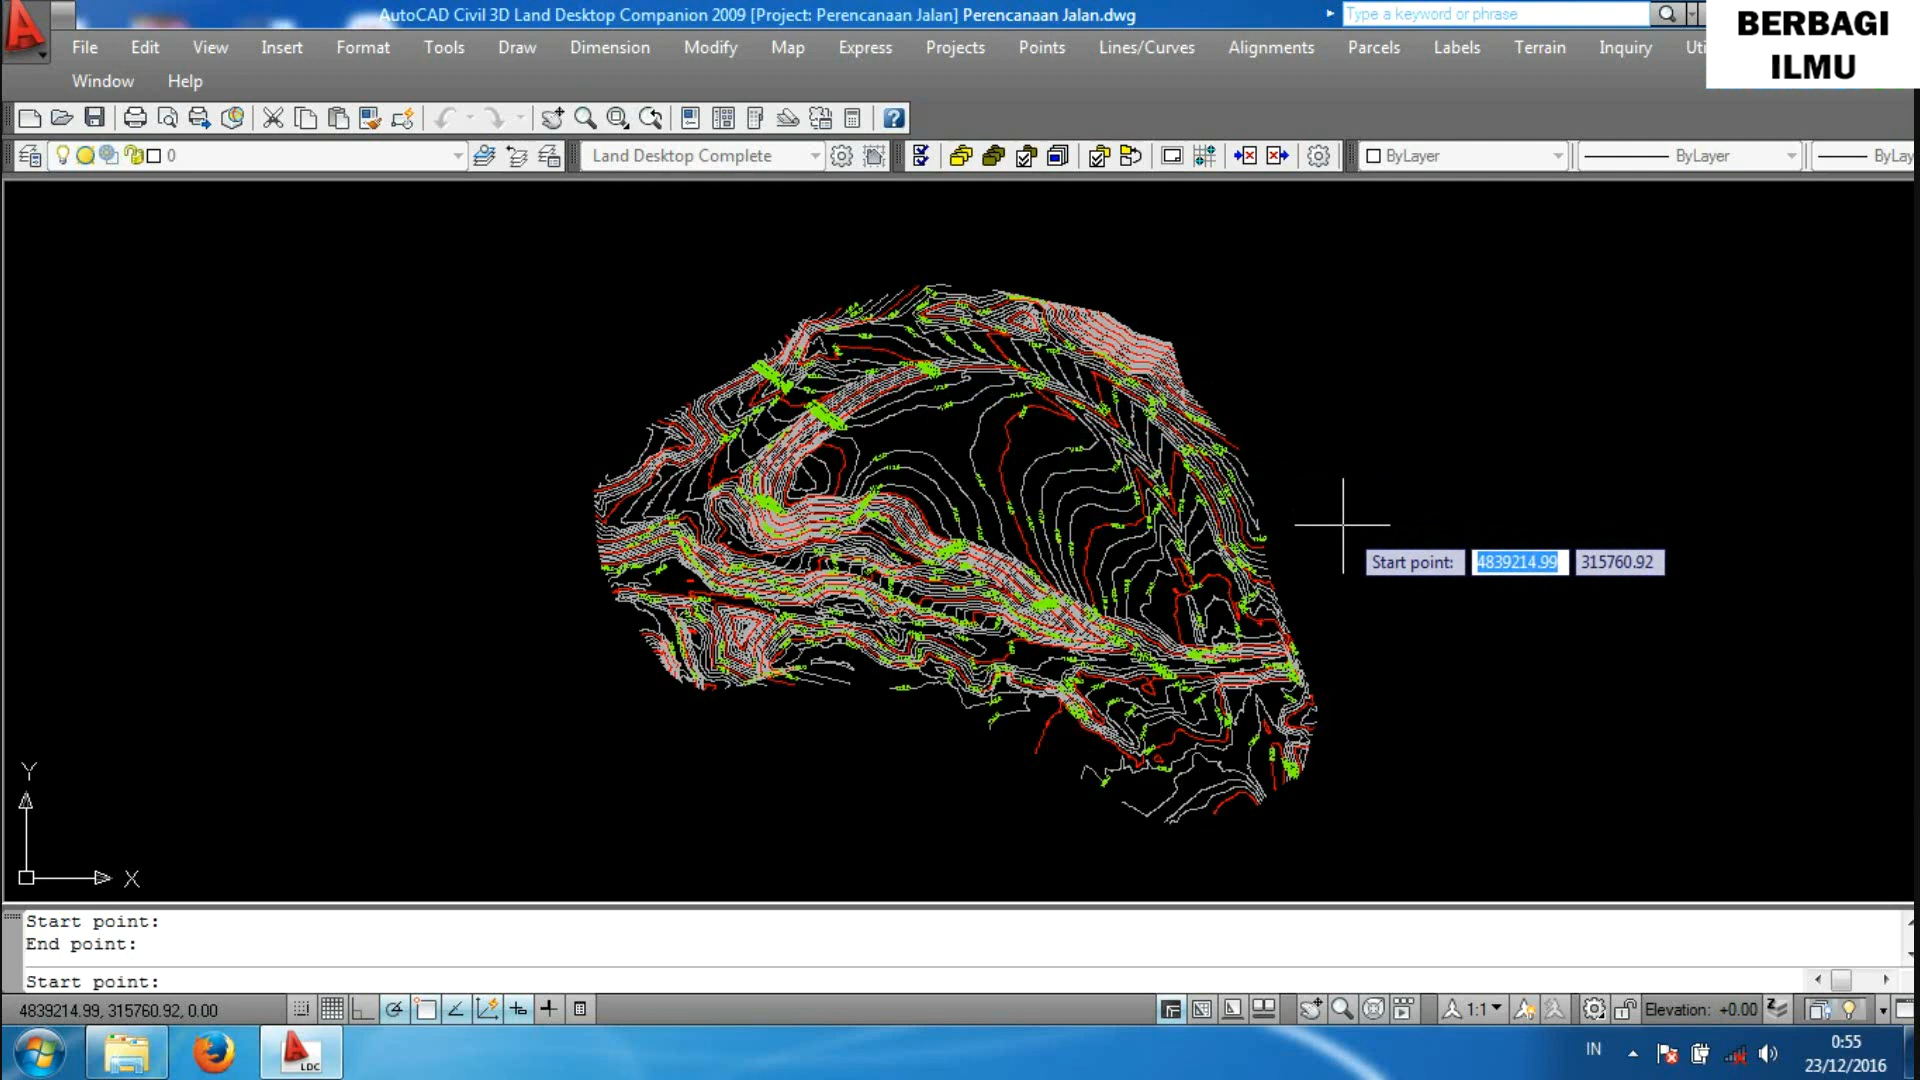 AutoCAD Civil 3D Land Desktop Companion 2009 [Project: Perencanaan Jalan] Perencanaan Jalan.dwg
Type a keyword or phrase
BERBAGI
ILMU
File Edit View Insert Format Tools Draw Dimension Modify Map Express Projects Points Lines/Curves Alignments Parcels Labels Terrain Inquiry Uti
Window Help
0
Land Desktop Complete
ByLayer
ByLayer
ByLay
Start point: 4839214.99 315760.92
Y
X
Start point:
End point:
Start point:
4839214.99, 315760.92, 0.00
1:1
Elevation: +0.00
LDC
IN
0:55
23/12/2016